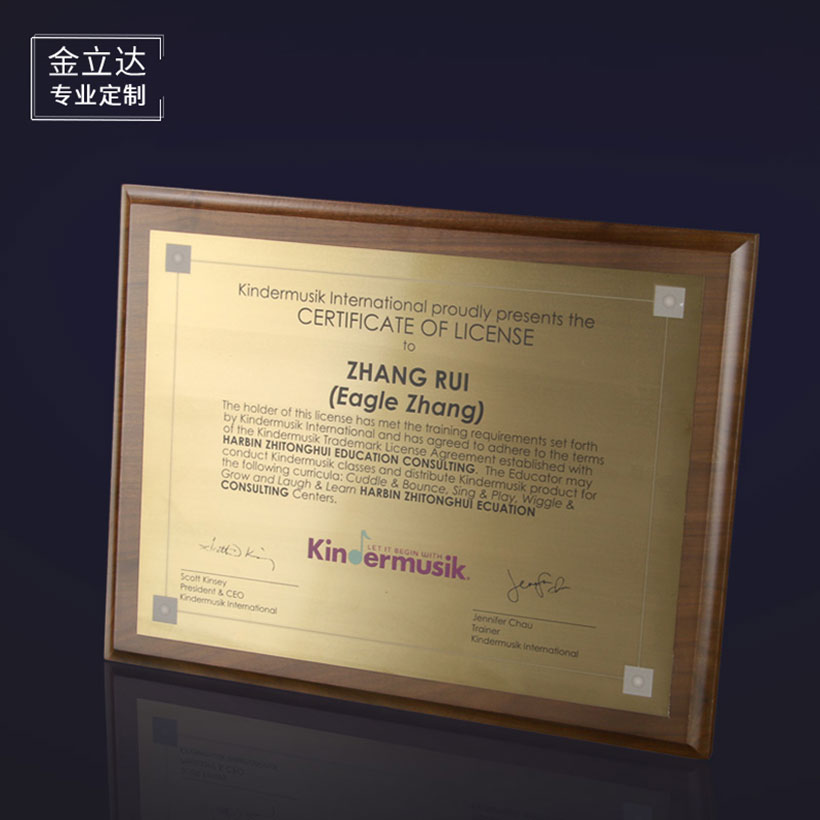 金立达
专业定制
Kindermusik International proudly presents the
CERTIFICATE OF LICENSE
to
ZHANG RUI
(Eagle Zhang)
The holder of this license has met the training requirements set forth
by Kindermusik International and has agreed to adhere to the terms
of the Kindermusik Trademark License Agreement established with
HARBIN ZHITONGHUI EDUCATION CONSULTING. The Educator may
conduct Kindermusik classes and distribute Kindermusik product for
the following curricula: Cuddle & Bounce, Sing & Play, Wiggle &
Grow and Laugh & Learn HARBIN ZHITONGHUI ECUATION
CONSULTING Centers.
LET IT BEGIN WITH
Kindermusik®
Scott Kinsey
President & CEO
Kindermusik International
Jennifer Chau
Trainer
Kindermusik International